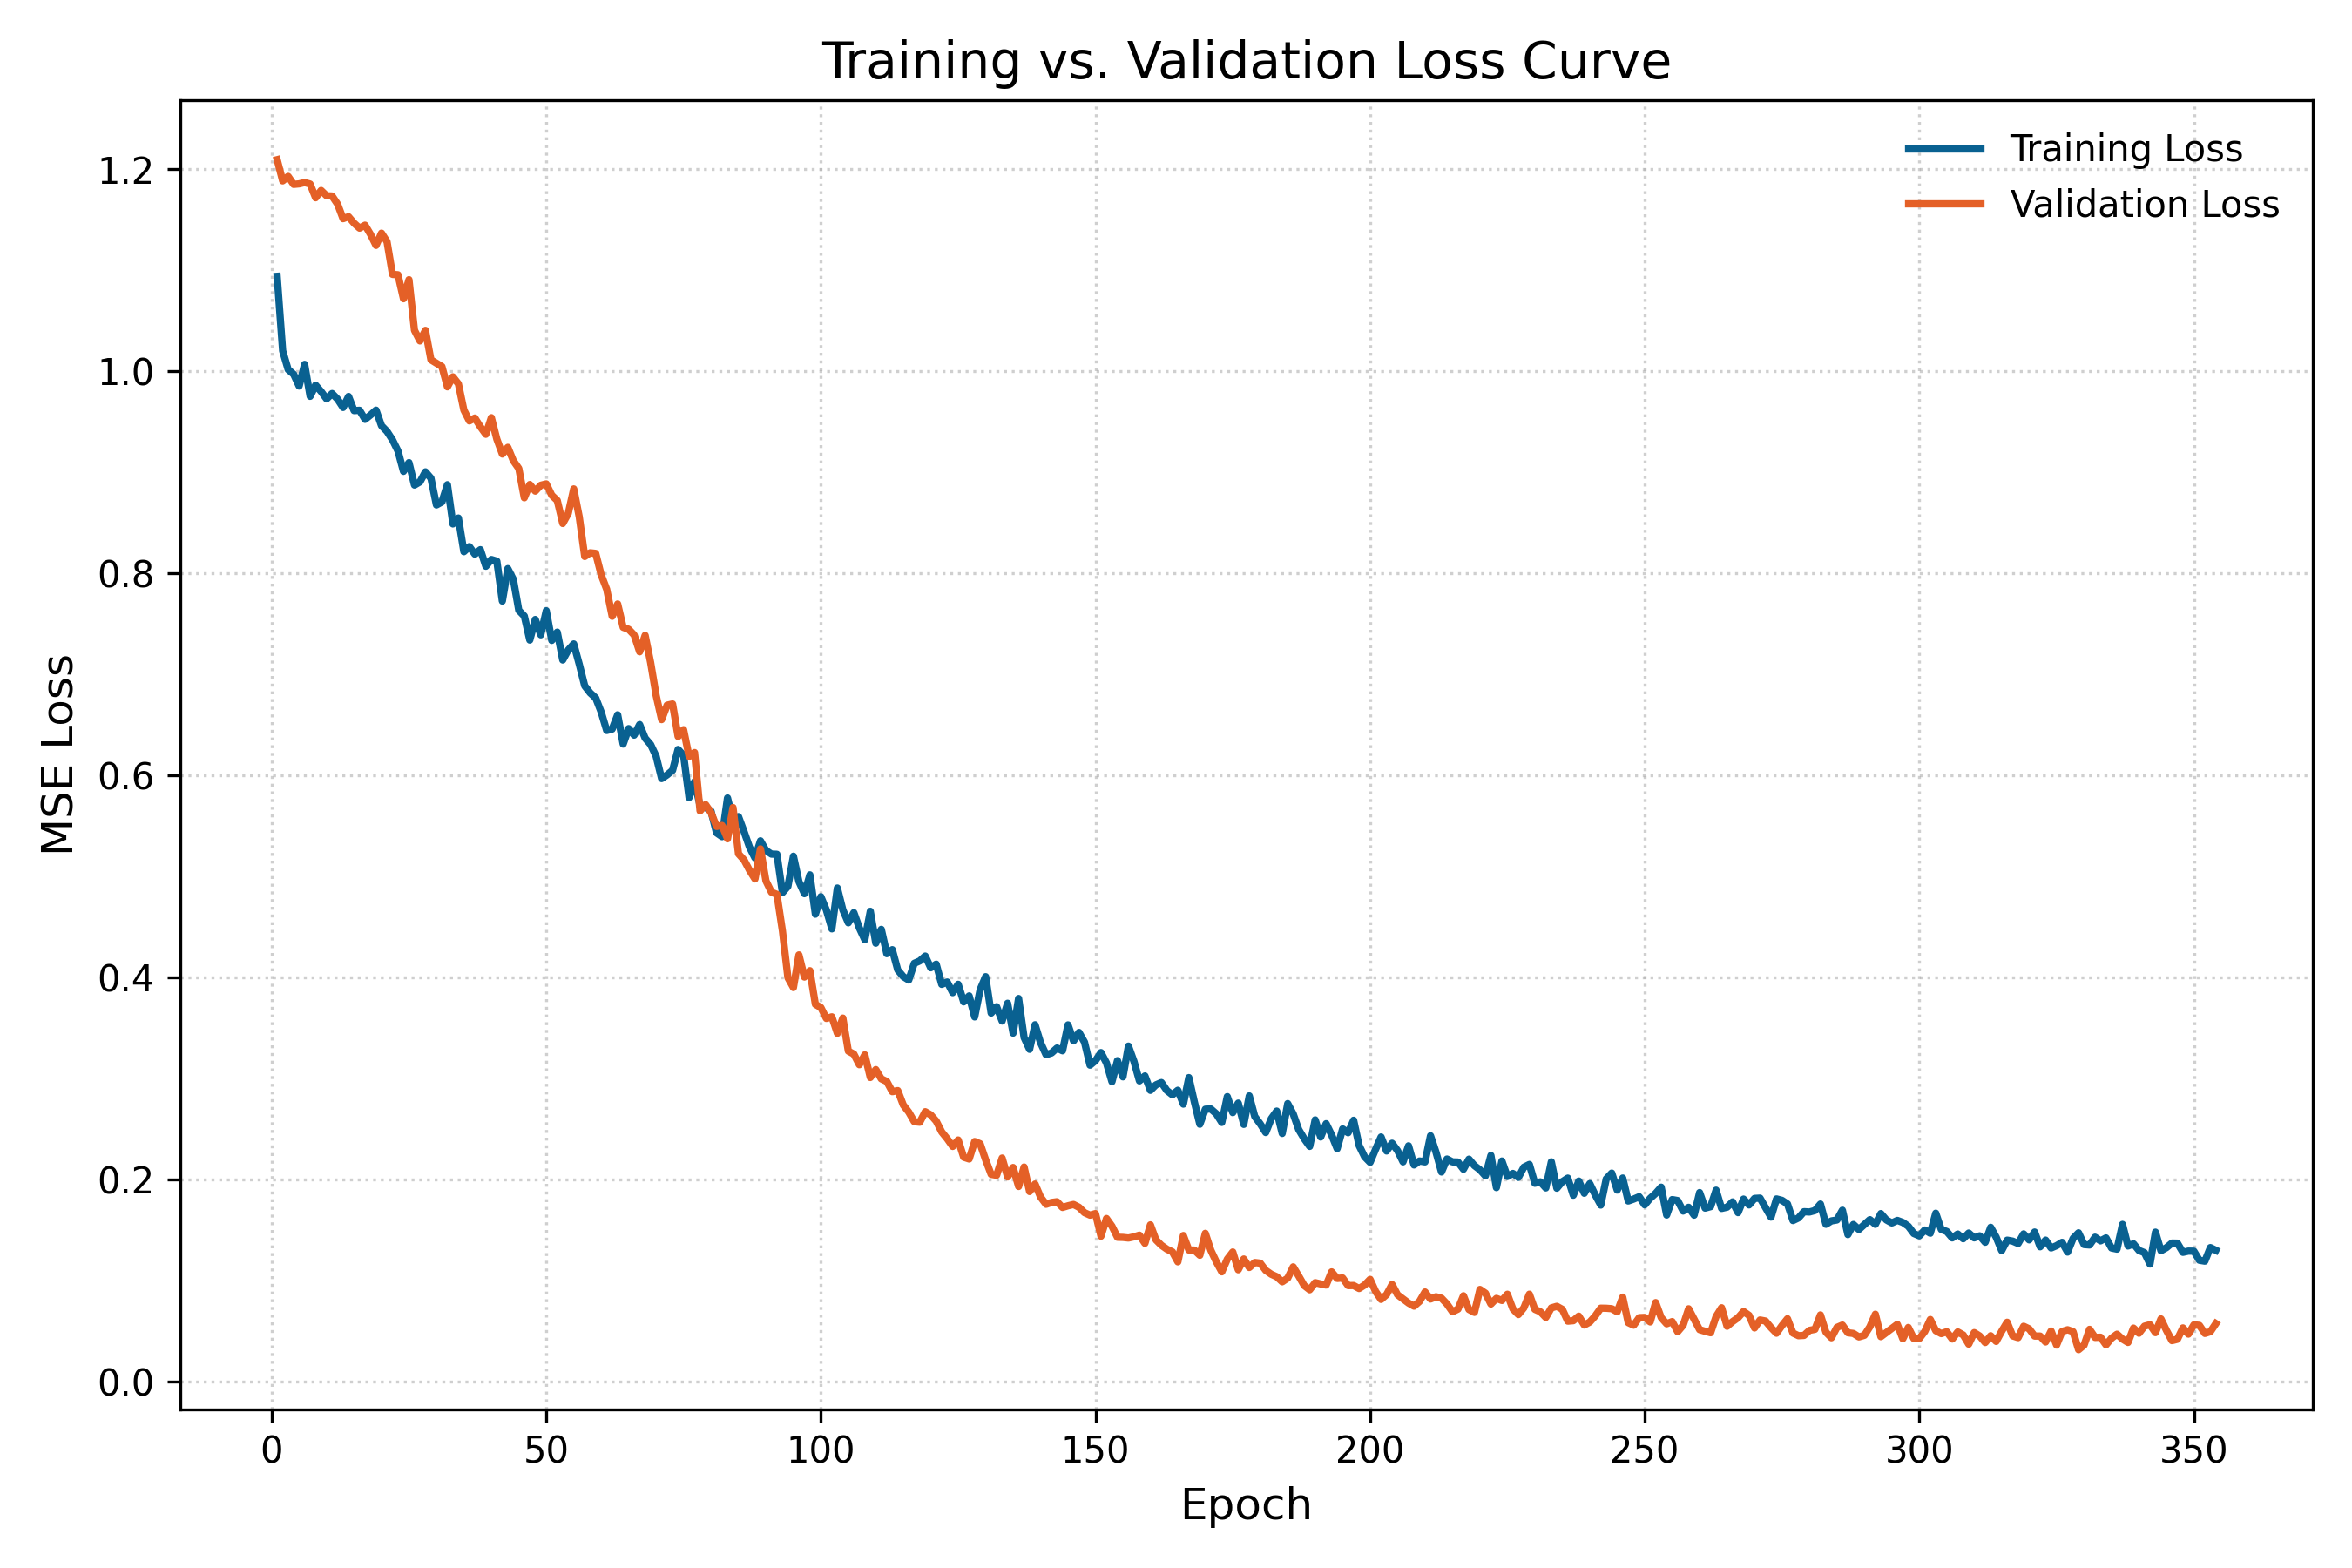 Training vs. Validation Loss Curve
Training Loss
Validation Loss
MSE Loss
1.2
1.0
0.8
0.6
0.4
0.2
0.0
0 50 100 150 200 250 300 350
Epoch